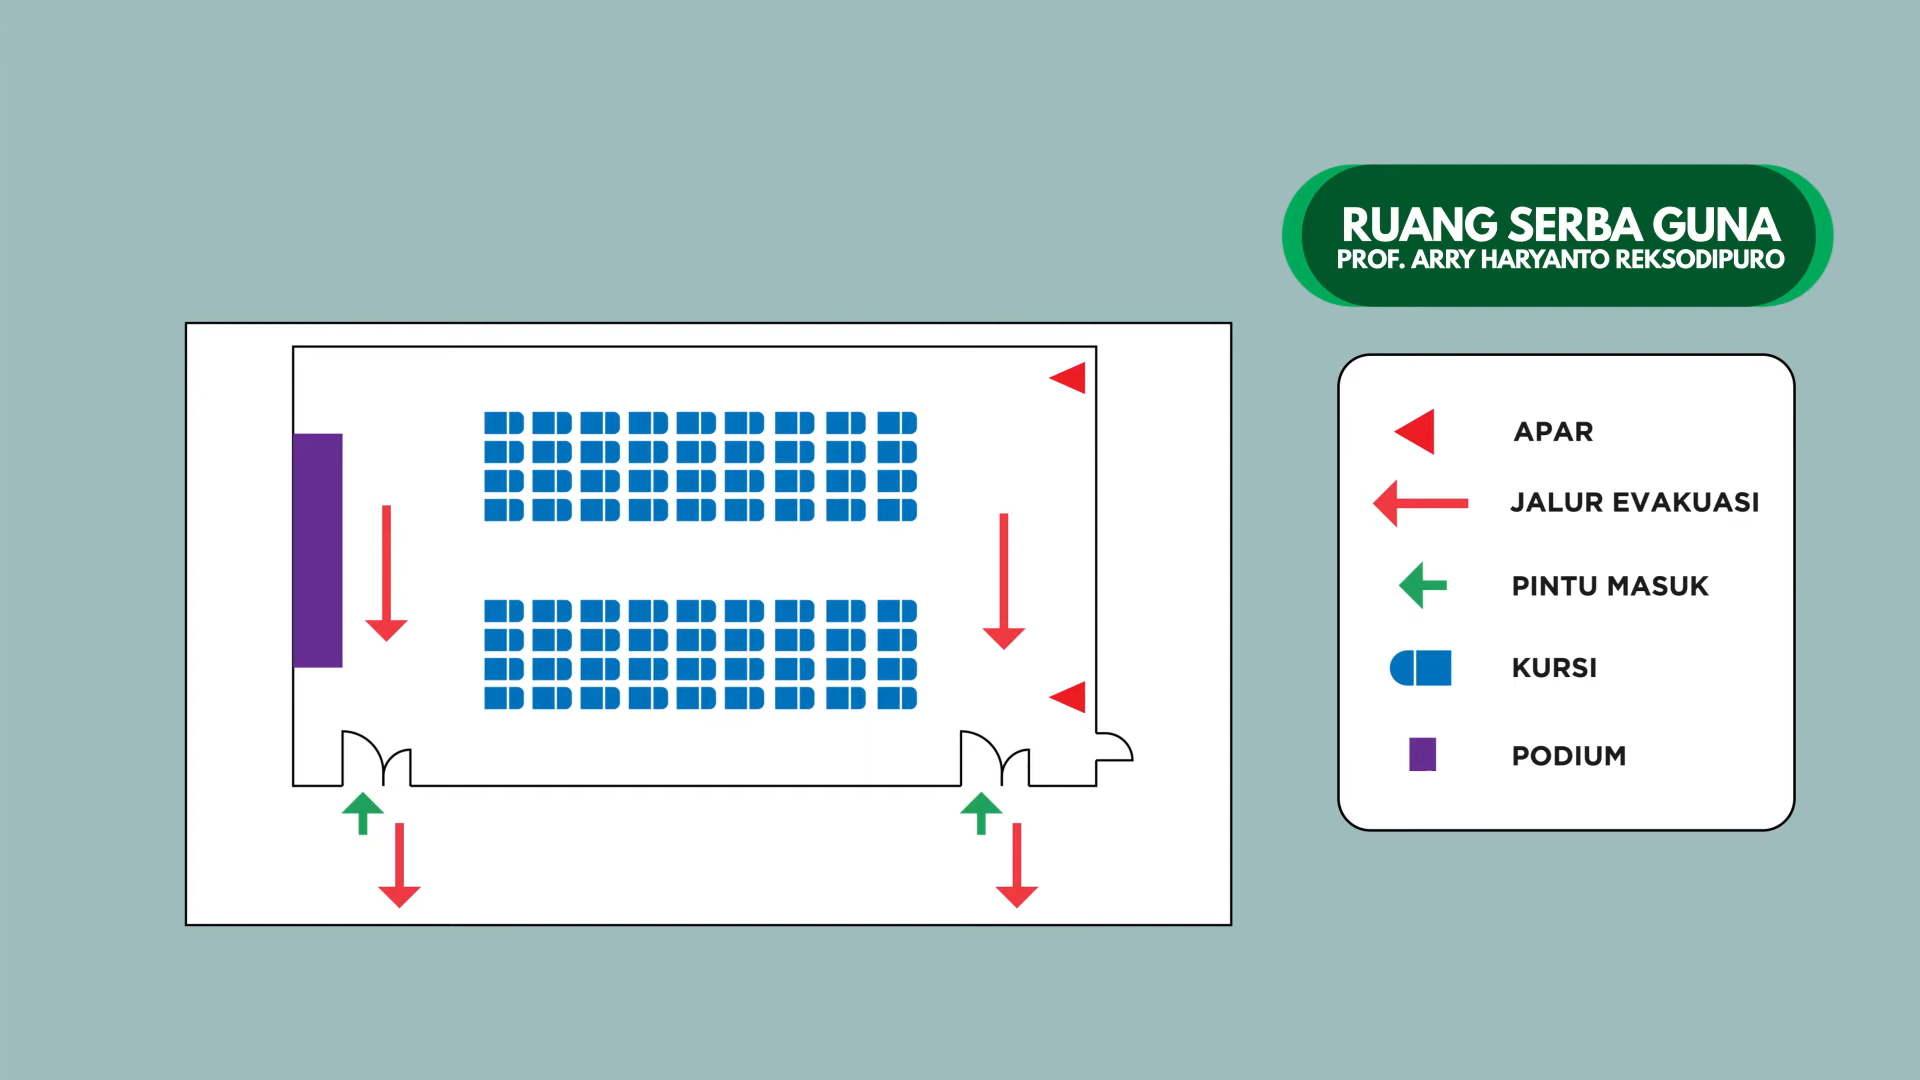 RUANG SERBA GUNA
PROF. ARRY HARYANTO REKSODIPURO
APAR
JALUR EVAKUASI
PINTU MASUK
KURSI
PODIUM